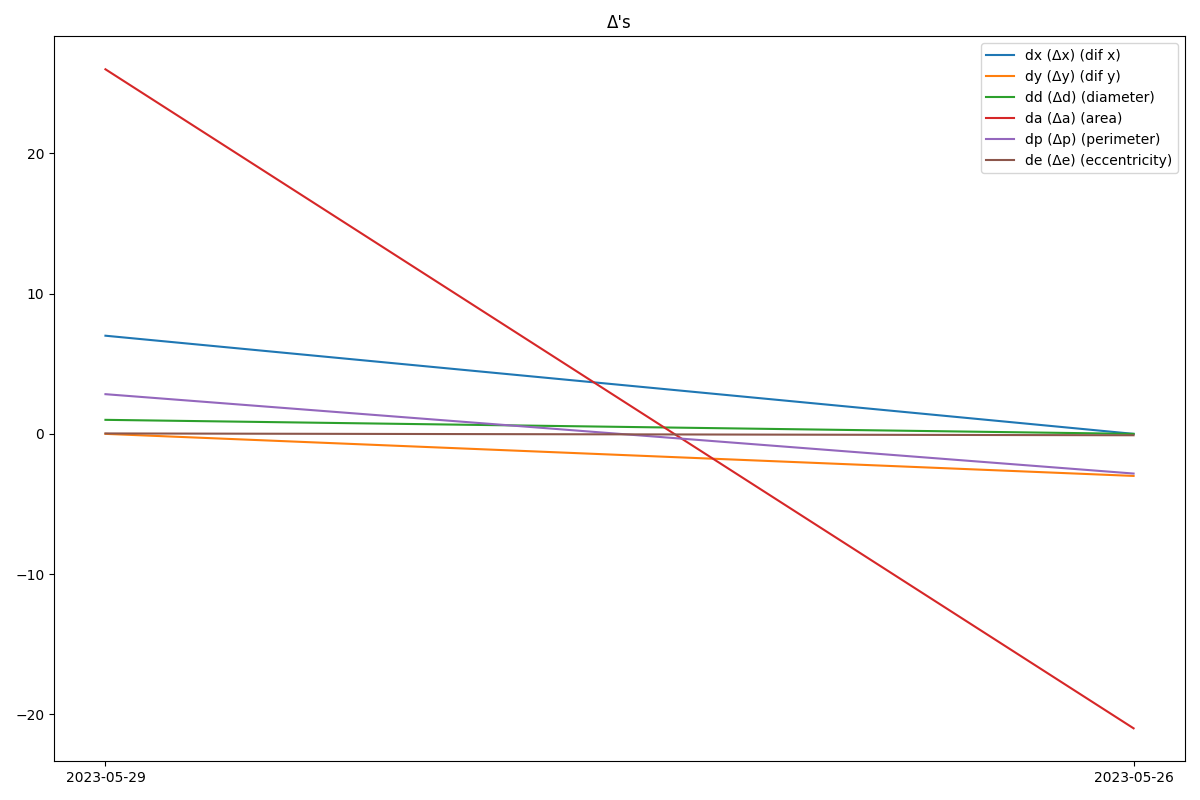 Δ's
dx (Δx) (dif x)
dy (Δy) (dif y)
dd (Δd) (diameter)
da (Δa) (area)
dp (Δp) (perimeter)
de (Δe) (eccentricity)
20
10
0
−10
−20
2023-05-29
2023-05-26